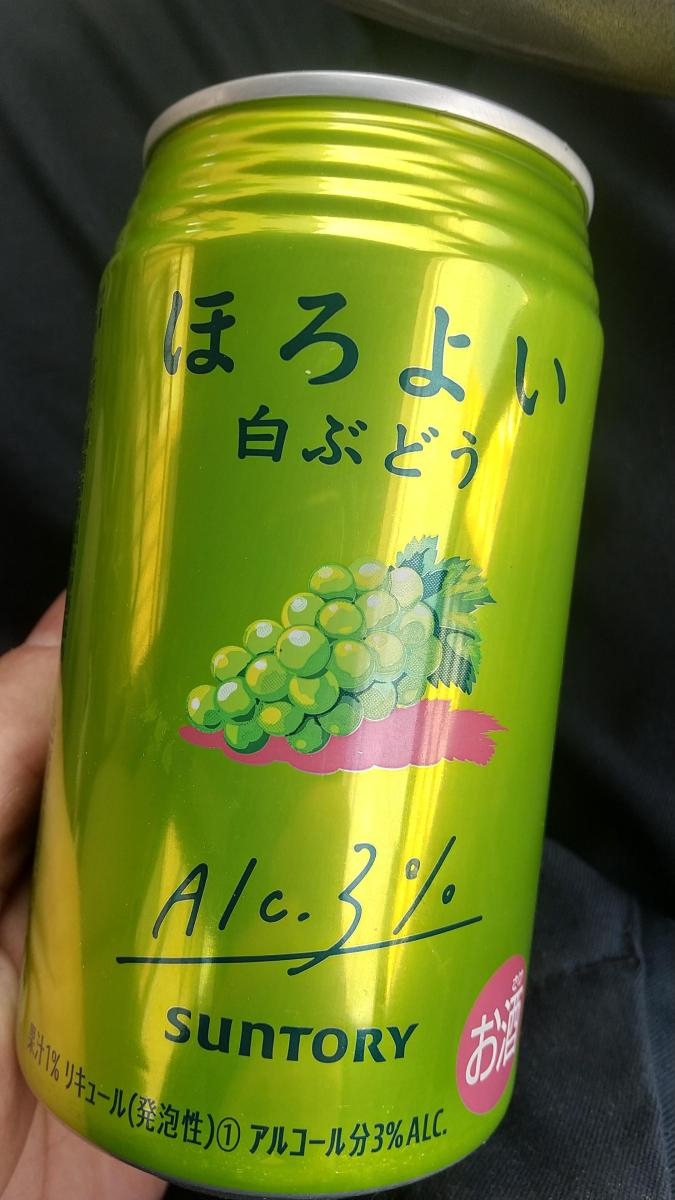 ほろよい
白ぶどう
Alc.3%
SUNTORY
お酒
果汁1% リキュール(発泡性)① アルコール分3%ALC.